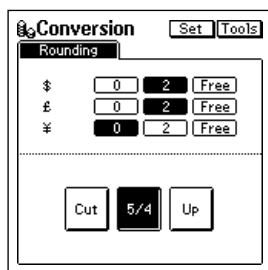 Conversion Set Tools
Rounding
$ 0 2 Free
£ 0 2 Free
¥ 0 2 Free
Cut 5/4 Up